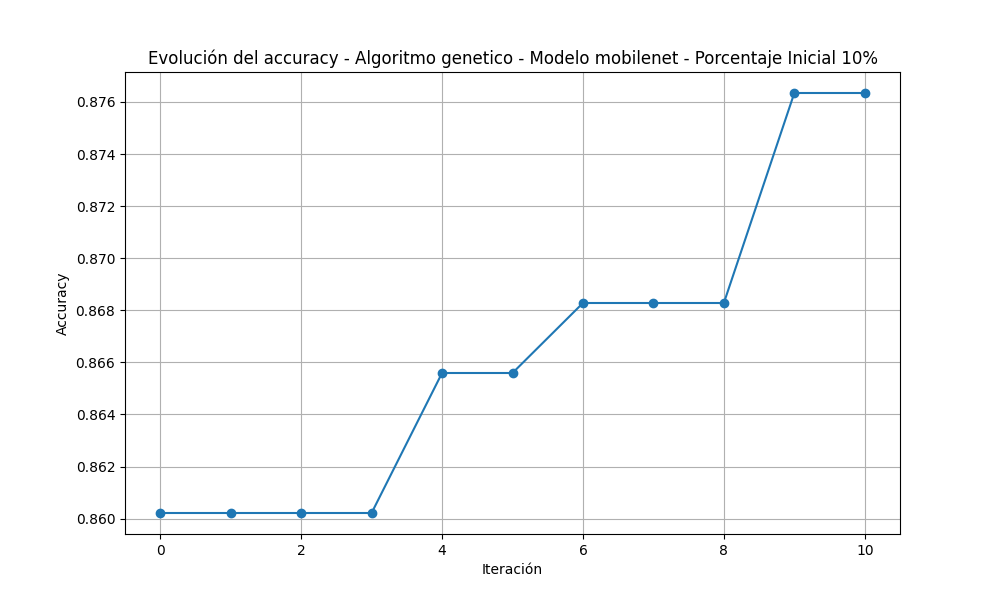 Evolución del accuracy - Algoritmo genetico - Modelo mobilenet - Porcentaje Inicial 10%
0.876
0.874
0.872
0.870
0.868
0.866
0.864
0.862
0.860
Accuracy
0 2 4 6 8 10
Iteración